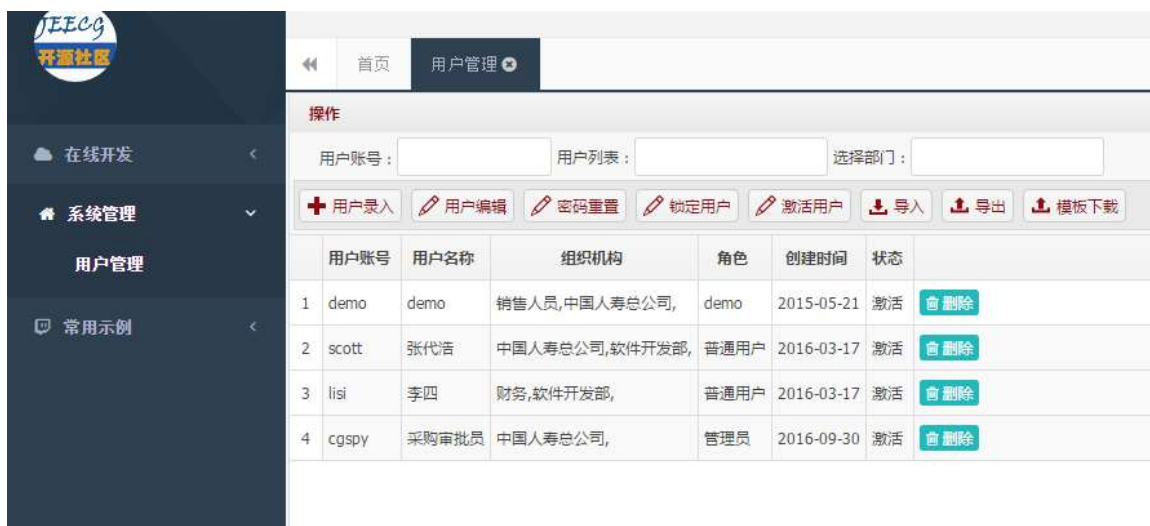 JEECG
开源社区
首页 用户管理
操作
在线开发
用户账号： 用户列表： 选择部门：
系统管理
用户录入 用户编辑 密码重置 锁定用户 激活用户 导入 导出 模板下载
用户管理
用户账号 用户名称 组织机构 角色 创建时间 状态
1 demo demo 销售人员,中国人寿总公司, demo 2015-05-21 激活 删除
常用示例
2 scott 张代浩 中国人寿总公司,软件开发部, 普通用户 2016-03-17 激活 删除
3 lisi 李四 财务,软件开发部, 普通用户 2016-03-17 激活 删除
4 cgspy 采购审批员 中国人寿总公司, 管理员 2016-09-30 激活 删除